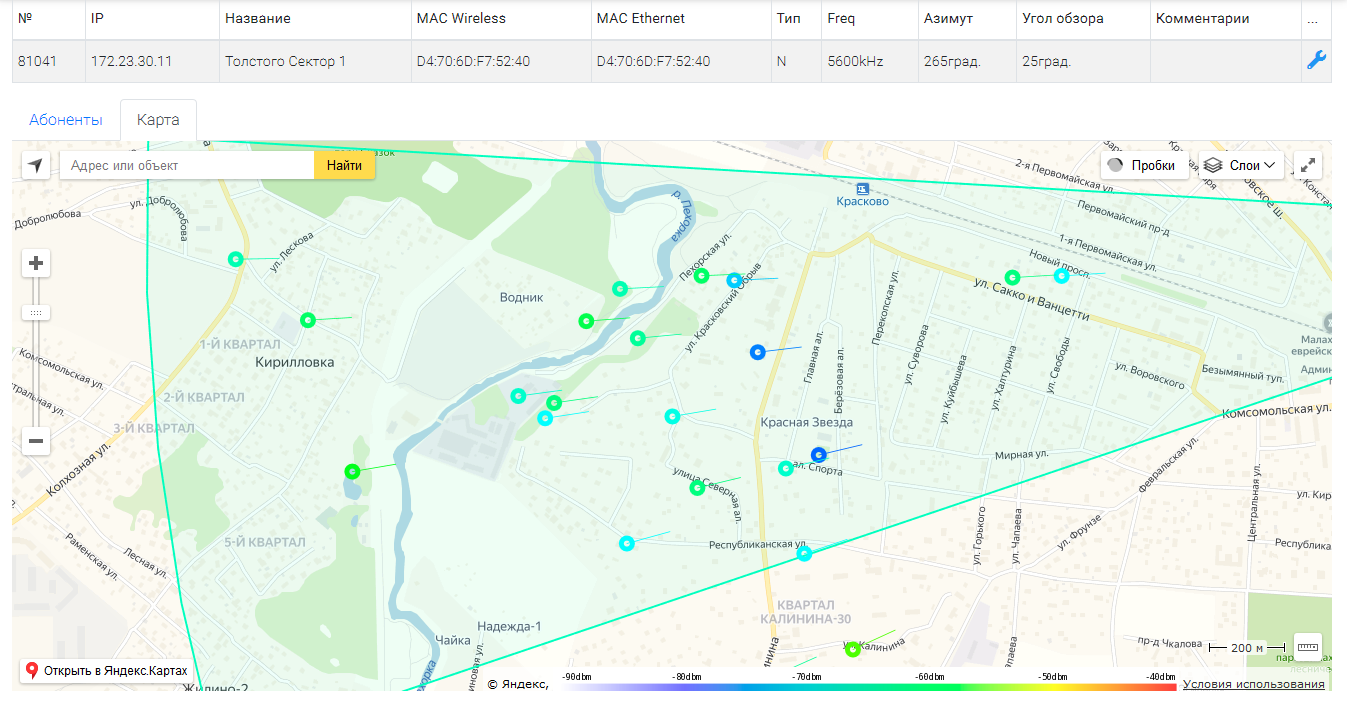 № IP Название MAC Wireless MAC Ethernet Тип Freq Азимут Угол обзора Комментарии ...
81041 172.23.30.11 Толстого Сектор 1 D4:70:6D:F7:52:40 D4:70:6D:F7:52:40 N 5600kHz 265град. 25град.
Абоненты Карта
Адрес или объект Найти
Пробки Слои
2-я Первомайская ул.
Красково
ул. Добролюбова
Добролюбова
р. Пехорка
Первомайский пр-д
ул. Лескова
Пехорская ул.
1-я Первомайская ул.
Новый просп.
ул. Красковский Обрыв
ул. Сакко и Ванцетти
Водник
Перекопская ул.
1-Й КВАРТАЛ
Кирилловка
Главная ал.
Берёзовая ал.
ул. Суворова
ул. Куйбышева
ул. Халтурина
ул. Свободы
ул. Воровского
Безымянный туп.
Малах
еврейск
Админ
Комсомольская ул.
2-Й КВАРТАЛ
3-Й КВАРТАЛ
Комсомольская ул.
Красная Звезда
Колхозная ул.
ал. Спорта
Мирная ул.
улица Северная ал.
Февральская ул.
Центральная ул.
ул. Кир
5-Й КВАРТАЛ
Раменская ул.
Лесная ул.
Республиканская ул.
ул. Горького
ул. Чапаева
ул. Фрунзе
Республик
КВАРТАЛ
КАЛИНИНА-30
Надежда-1
Чайка
ул. Калинина
пр-д Чкалова
200 м
Открыть в Яндекс.Картах
Жилино-2
© Яндекс,
-90dbm -80dbm -70dbm -60dbm -50dbm -40dbm
Условия использования